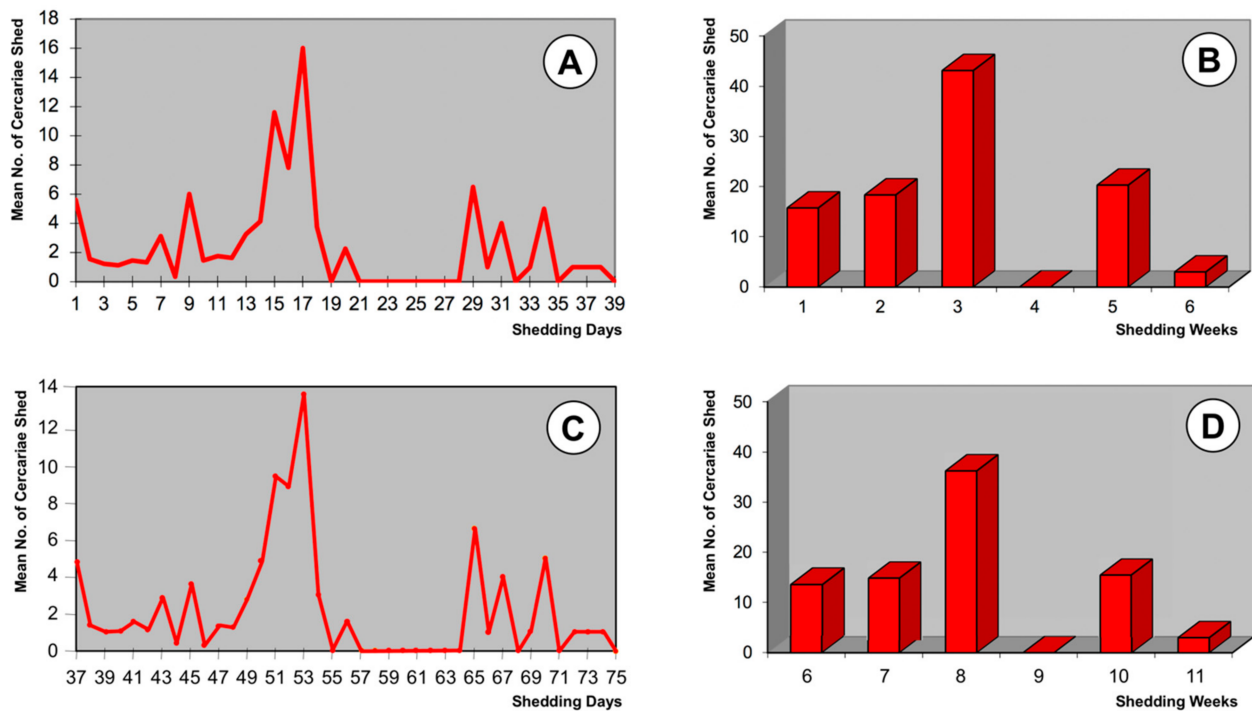 A
Mean No. of Cercariae Shed
18
16
14
12
10
8
6
4
2
0
1 3 5 7 9 11 13 15 17 19 21 23 25 27 29 31 33 35 37 39
Shedding Days
B
Mean No. of Cercariae Shed
50
40
30
20
10
0
1 2 3 4 5 6
Shedding Weeks
C
Mean No. of Cercariae Shed
14
12
10
8
6
4
2
0
37 39 41 43 45 47 49 51 53 55 57 59 61 63 65 67 69 71 73 75
Shedding Days
D
Mean No. of Cercariae Shed
50
40
30
20
10
0
6 7 8 9 10 11
Shedding Weeks